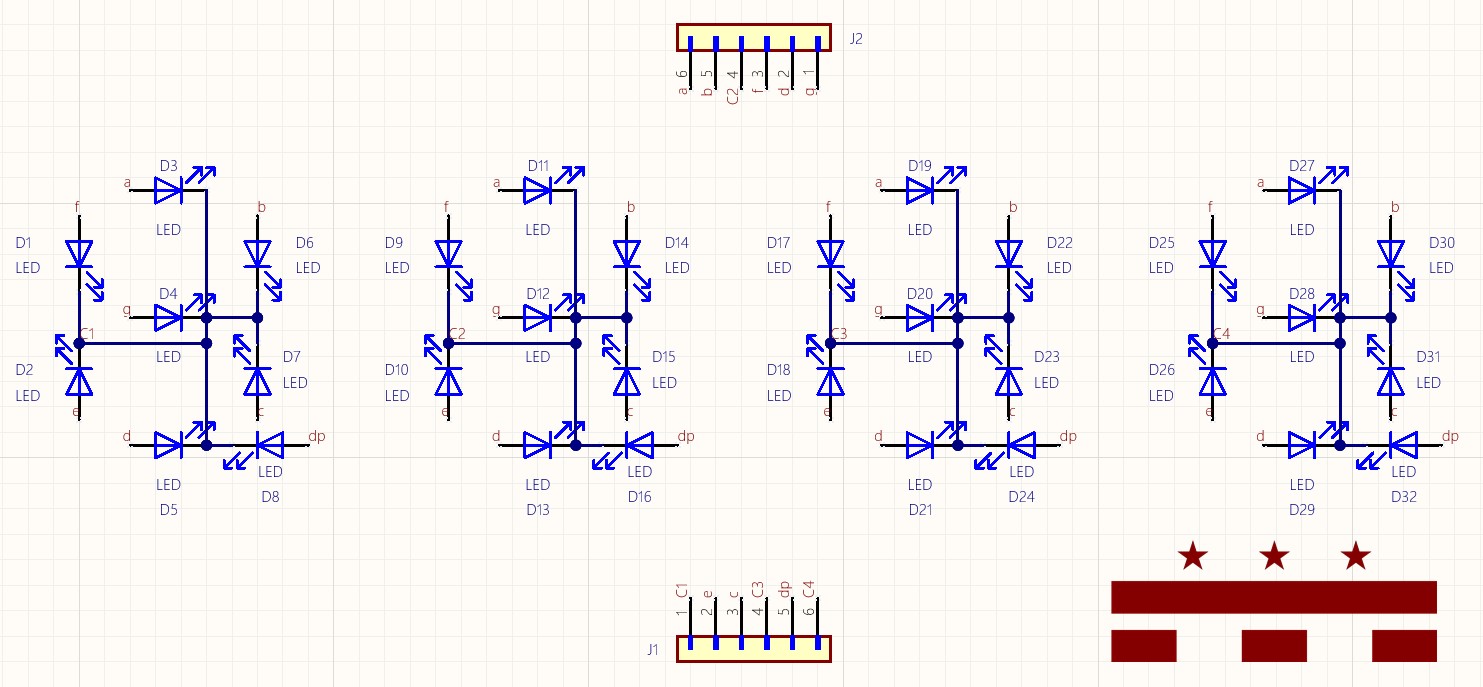 J2
6 5 4 3 2 1
a b C2 f d g
D3 D11 D19 D27
a a a a
f b f b f b f b
LED LED LED LED
D1 D6 D9 D14 D17 D22 D25 D30
LED LED LED LED LED LED LED LED
D4 D12 D20 D28
g g g g
C1 C2 C3 C4
LED LED LED LED
D7 D15 D23 D31
D2 D10 D18 D26
LED LED LED LED
LED LED LED LED
e c e c e c e c
d dp d dp d dp d dp
LED LED LED LED
LED LED LED LED
D8 D16 D24 D32
D5 D13 D21 D29
C1 e c C3 dp C4
1 2 3 4 5 6
J1